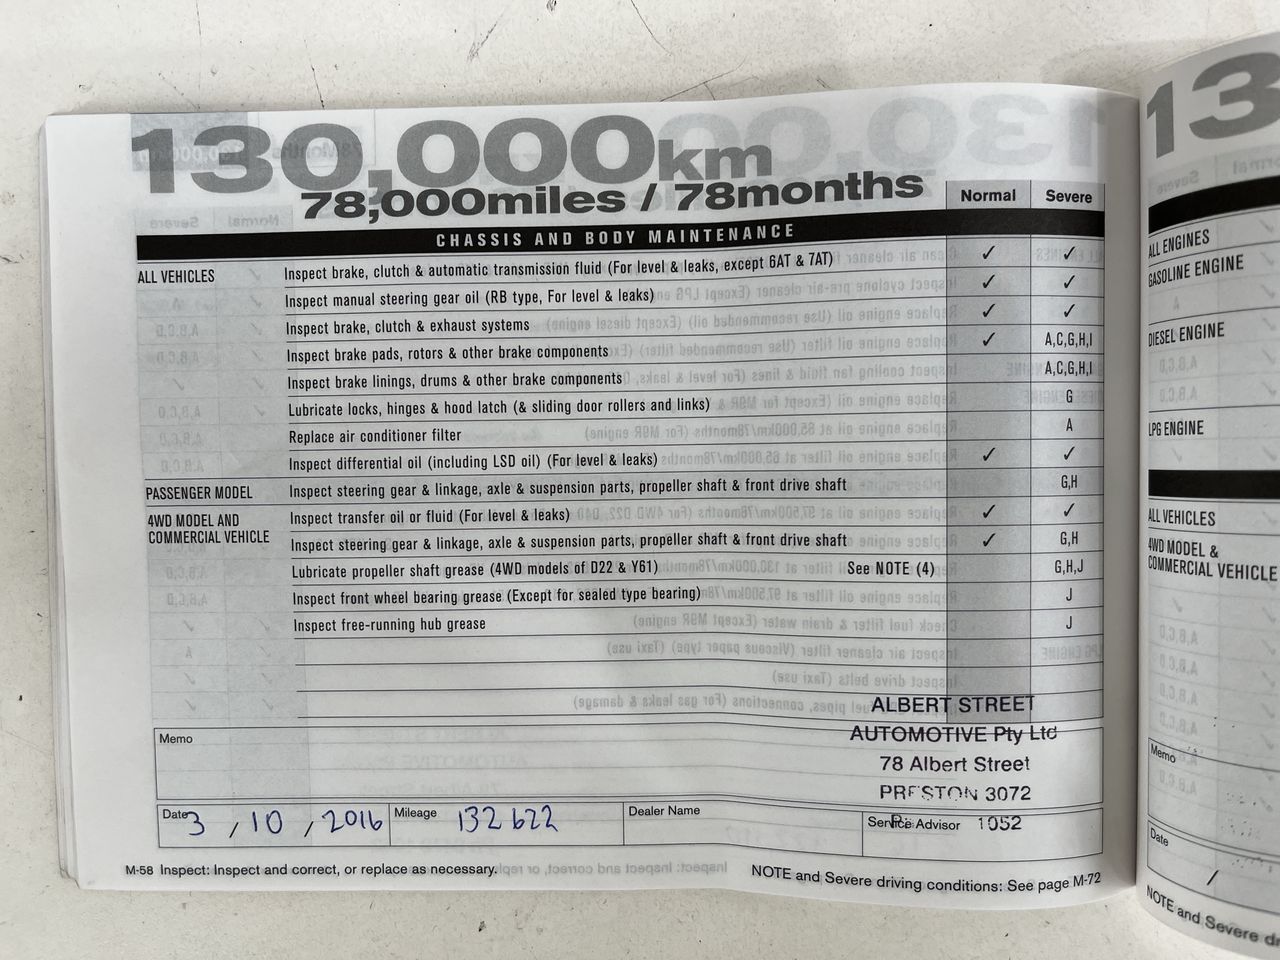 130,000km
78,000miles / 78months
Normal Severe
CHASSIS AND BODY MAINTENANCE
ALL VEHICLES Inspect brake, clutch & automatic transmission fluid (For level & leaks, except 6AT & 7AT) ✓ ✓
Inspect manual steering gear oil (RB type, For level & leaks) ✓ ✓
Inspect brake, clutch & exhaust systems ✓ ✓
Inspect brake pads, rotors & other brake components ✓ A,C,G,H,I
Inspect brake linings, drums & other brake components A,C,G,H,I
Lubricate locks, hinges & hood latch (& sliding door rollers and links) G
Replace air conditioner filter A
Inspect differential oil (including LSD oil) (For level & leaks) ✓ ✓
PASSENGER MODEL Inspect steering gear & linkage, axle & suspension parts, propeller shaft & front drive shaft G,H
4WD MODEL AND COMMERCIAL VEHICLE Inspect transfer oil or fluid (For level & leaks) ✓ ✓
Inspect steering gear & linkage, axle & suspension parts, propeller shaft & front drive shaft ✓ G,H
Lubricate propeller shaft grease (4WD models of D22 & Y61) See NOTE (4) G,H,J
Inspect front wheel bearing grease (Except for sealed type bearing) J
Inspect free-running hub grease J
ALBERT STREET
AUTOMOTIVE Pty Ltd
78 Albert Street
PRESTON 3072
1052
Memo
Date 3 / 10 / 2016 Mileage 132622 Dealer Name Service Advisor
M-58 Inspect: Inspect and correct, or replace as necessary.
NOTE and Severe driving conditions: See page M-72
13
ALL ENGINES
GASOLINE ENGINE
DIESEL ENGINE
LPG ENGINE
ALL VEHICLES
4WD MODEL &
COMMERCIAL VEHICLE
Memo
Date
/
NOTE and Severe